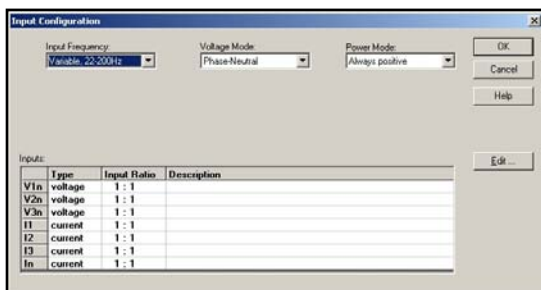 Input Configuration
Input Frequency: Voltage Mode: Power Mode:
Variable, 22-200Hz Phase-Neutral Always positive
OK
Cancel
Help
Inputs:
Edit ...
Type Input Ratio Description
V1n voltage 1 : 1
V2n voltage 1 : 1
V3n voltage 1 : 1
I1 current 1 : 1
I2 current 1 : 1
I3 current 1 : 1
In current 1 : 1